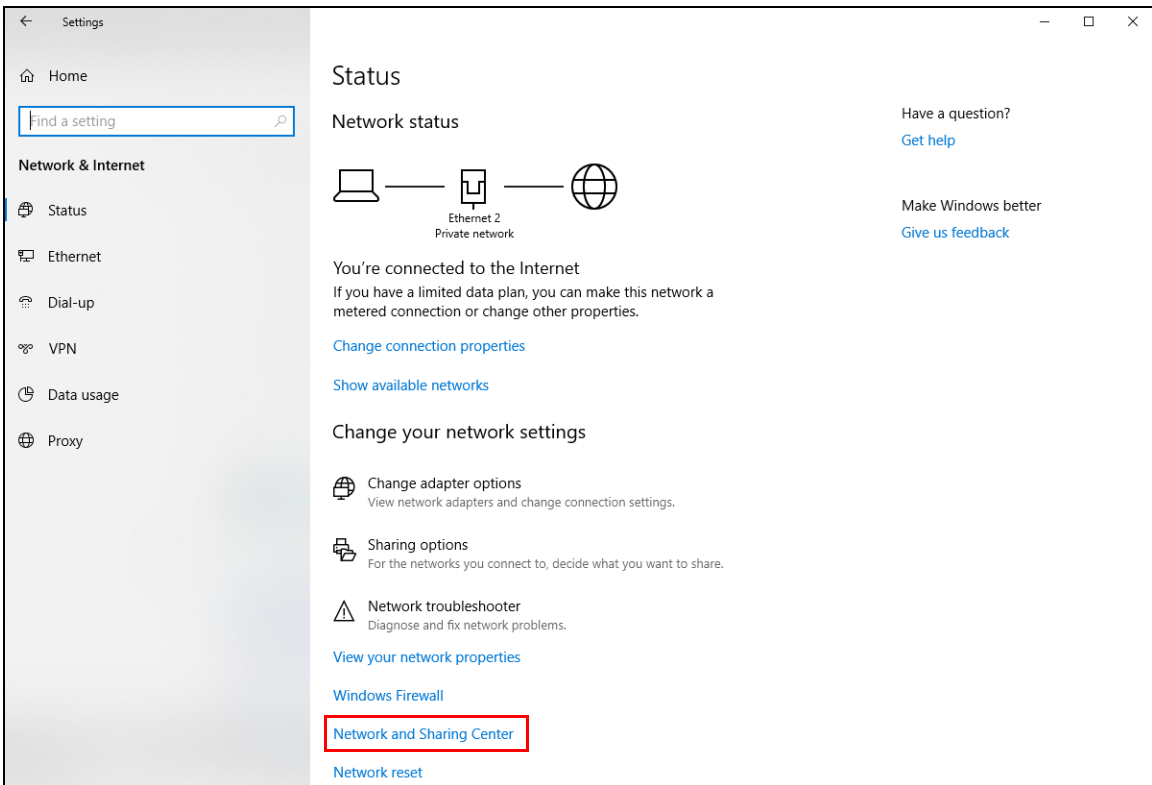 Settings
Home
Find a setting
Network & Internet
Status
Ethernet
Dial-up
VPN
Data usage
Proxy
Status
Network status
Ethernet 2
Private network
You're connected to the Internet
If you have a limited data plan, you can make this network a
metered connection or change other properties.
Change connection properties
Show available networks
Change your network settings
Change adapter options
View network adapters and change connection settings.
Sharing options
For the networks you connect to, decide what you want to share.
Network troubleshooter
Diagnose and fix network problems.
View your network properties
Windows Firewall
Network and Sharing Center
Network reset
Have a question?
Get help
Make Windows better
Give us feedback